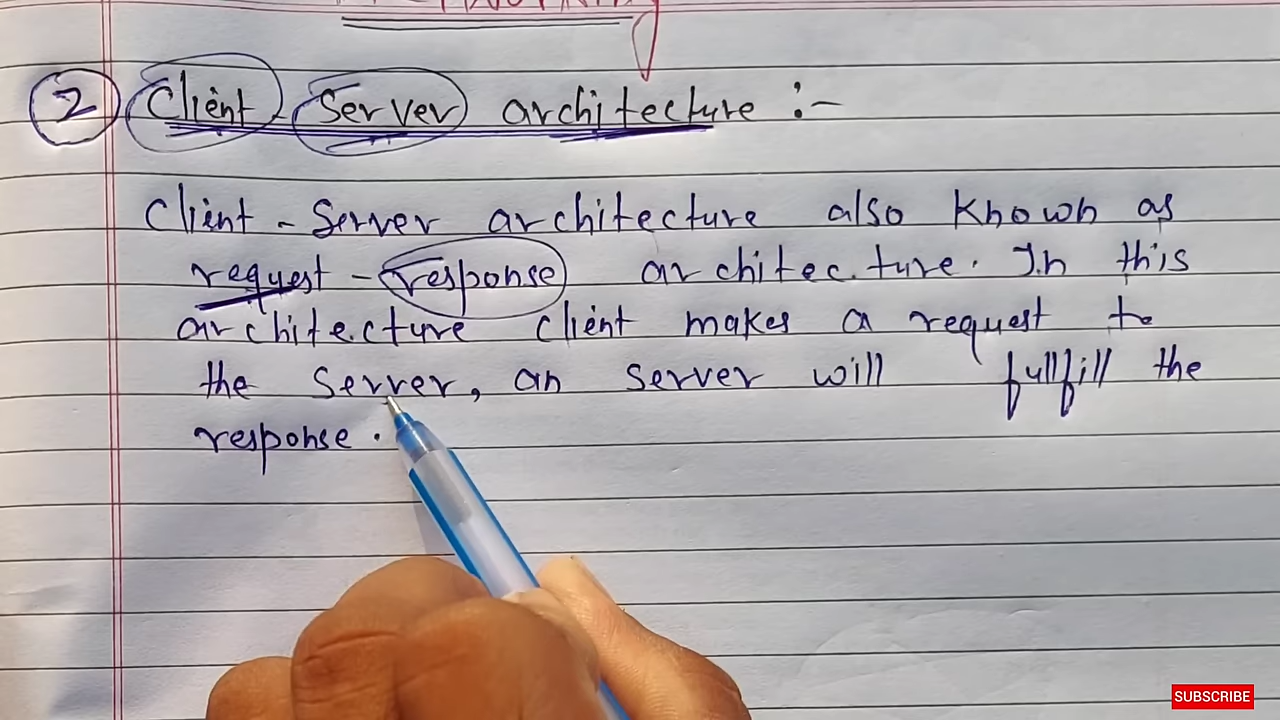 2 Client - Server architecture :-
Client - Server architecture also known as
request - response architecture. In this
architecture client makes a request to
the Server, an server will fullfill the
response.
SUBSCRIBE